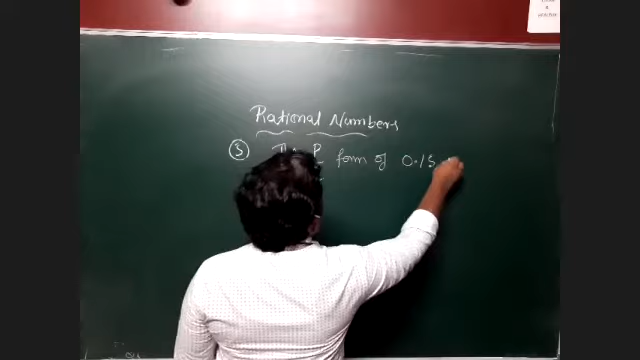 Rational Numbers
③ The P form of 0.15